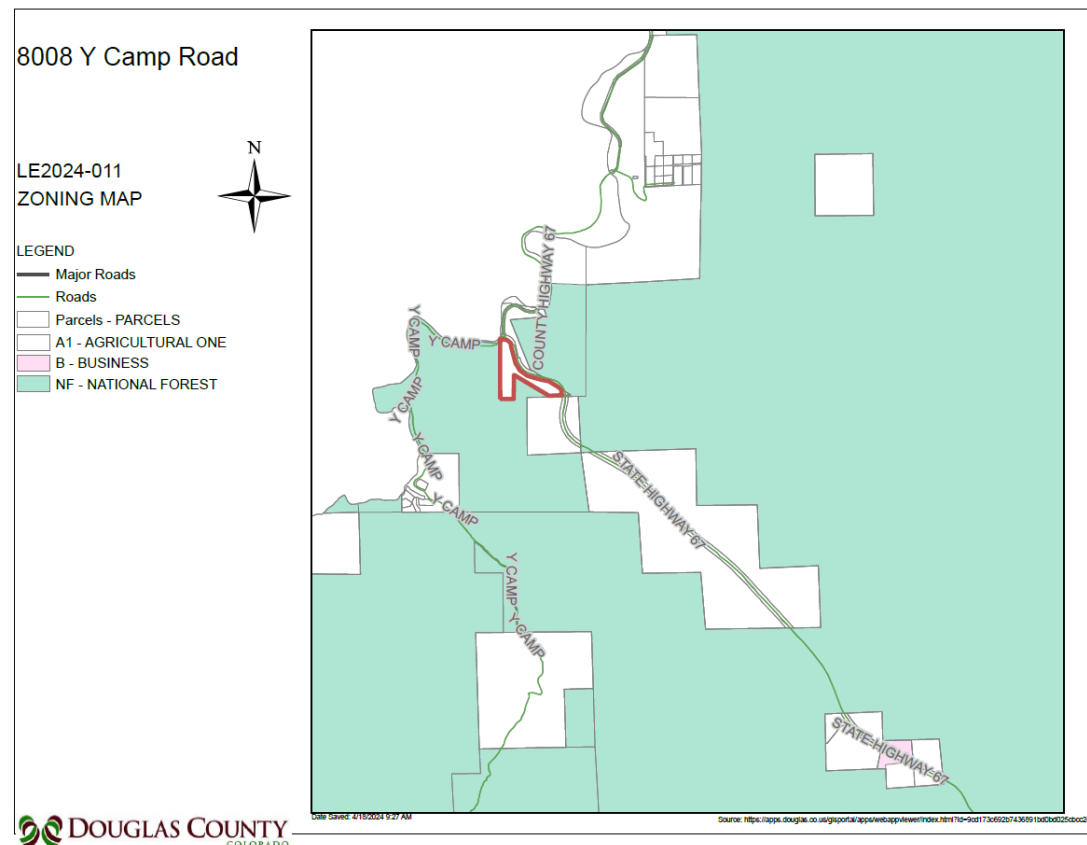 8008 Y Camp Road
N
LE2024-011
ZONING MAP
LEGEND
Major Roads
Roads
Parcels - PARCELS
A1 - AGRICULTURAL ONE
B - BUSINESS
NF - NATIONAL FOREST
COUNTY HIGHWAY 67
Y CAMP
Y CAMP
Y CAMP
Y CAMP
Y CAMP
STATE HIGHWAY 67
Y CAMP
Y CAMP
STATE HIGHWAY 67
DOUGLAS COUNTY
COLORADO
Date Saved: 4/18/2024 9:27 AM